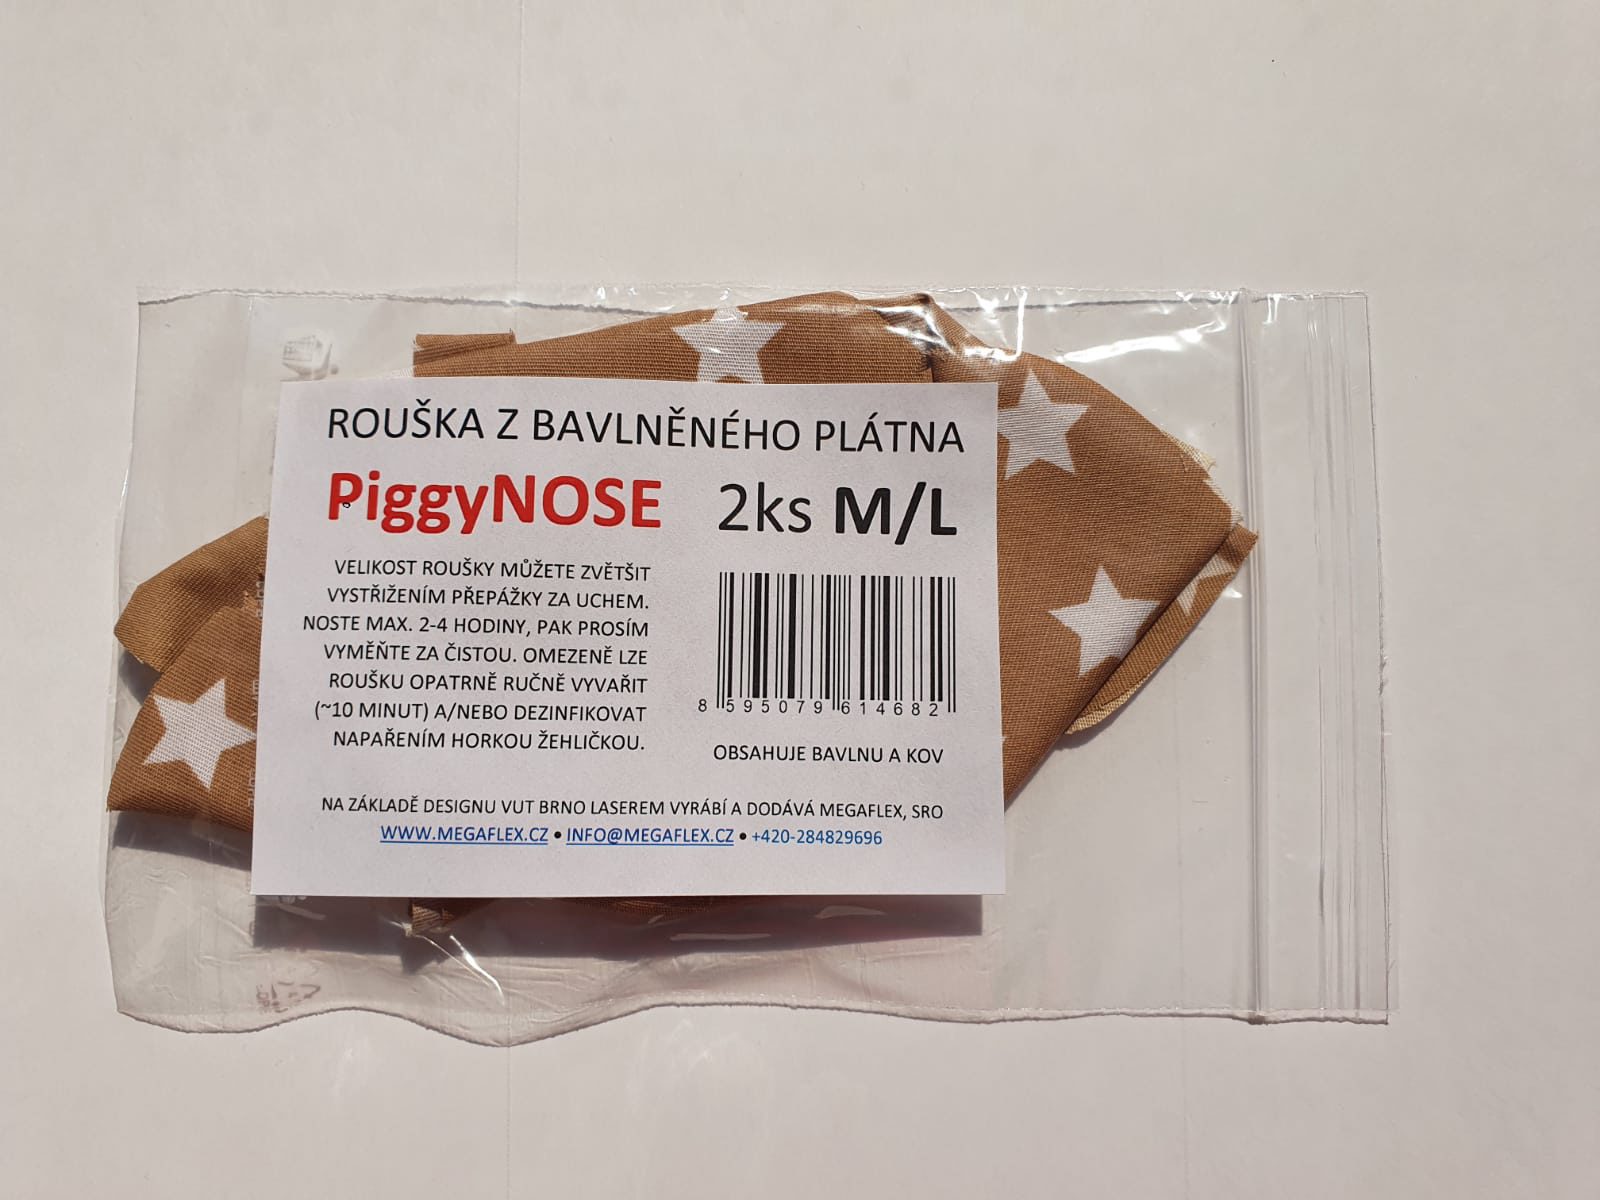 ROUŠKA Z BAVLNĚNÉHO PLÁTNA
PiggyNOSE 2ks M/L
VELIKOST ROUŠKY MŮŽETE ZVĚTŠIT
VYSTŘIŽENÍM PŘEPÁŽKY ZA UCHEM.
NOSTE MAX. 2-4 HODINY, PAK PROSÍM
VYMĚŇTE ZA ČISTOU. OMEZENĚ LZE
ROUŠKU OPATRNĚ RUČNĚ VYVAŘIT
(~10 MINUT) A/NEBO DEZINFIKOVAT
NAPAŘENÍM HORKOU ŽEHLIČKOU.
8 595079 614682
OBSAHUJE BAVLNU A KOV
NA ZÁKLADĚ DESIGNU VUT BRNO LASEREM VYRÁBÍ A DODÁVÁ MEGAFLEX, SRO
WWW.MEGAFLEX.CZ • INFO@MEGAFLEX.CZ • +420-284829696